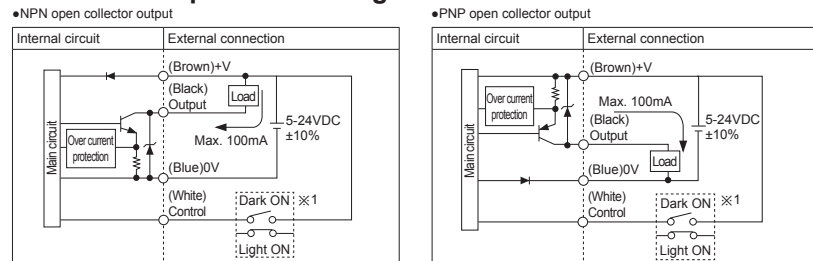 ●NPN open collector output
Internal circuit
External connection
(Brown)+V
(Black)
Output
Load
5-24VDC
±10%
Max. 100mA
Main circuit
Over current
protection
(Blue)0V
(White)
Control
Dark ON
※1
Light ON
●PNP open collector output
Internal circuit
External connection
(Brown)+V
Over current
protection
Max. 100mA
(Black)
Output
5-24VDC
±10%
Main circuit
Load
(Blue)0V
(White)
Control
Dark ON
※1
Light ON